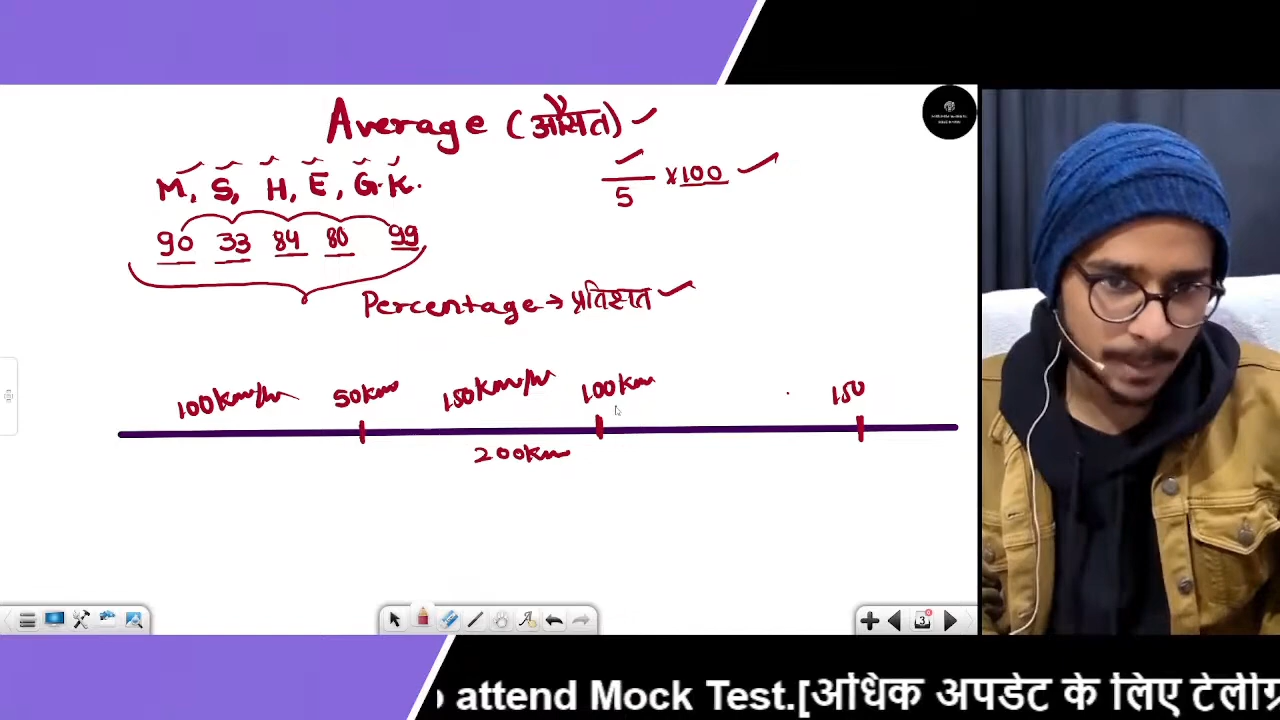 Average (औसत)
M, S, H, E, G.K.
5 ×100
90 33 84 80 99
Percentage → प्रतिशत
100km/hr 50km 150km/hr 100km 150
200km
3
attend Mock Test.[अधिक अपडेट के लिए